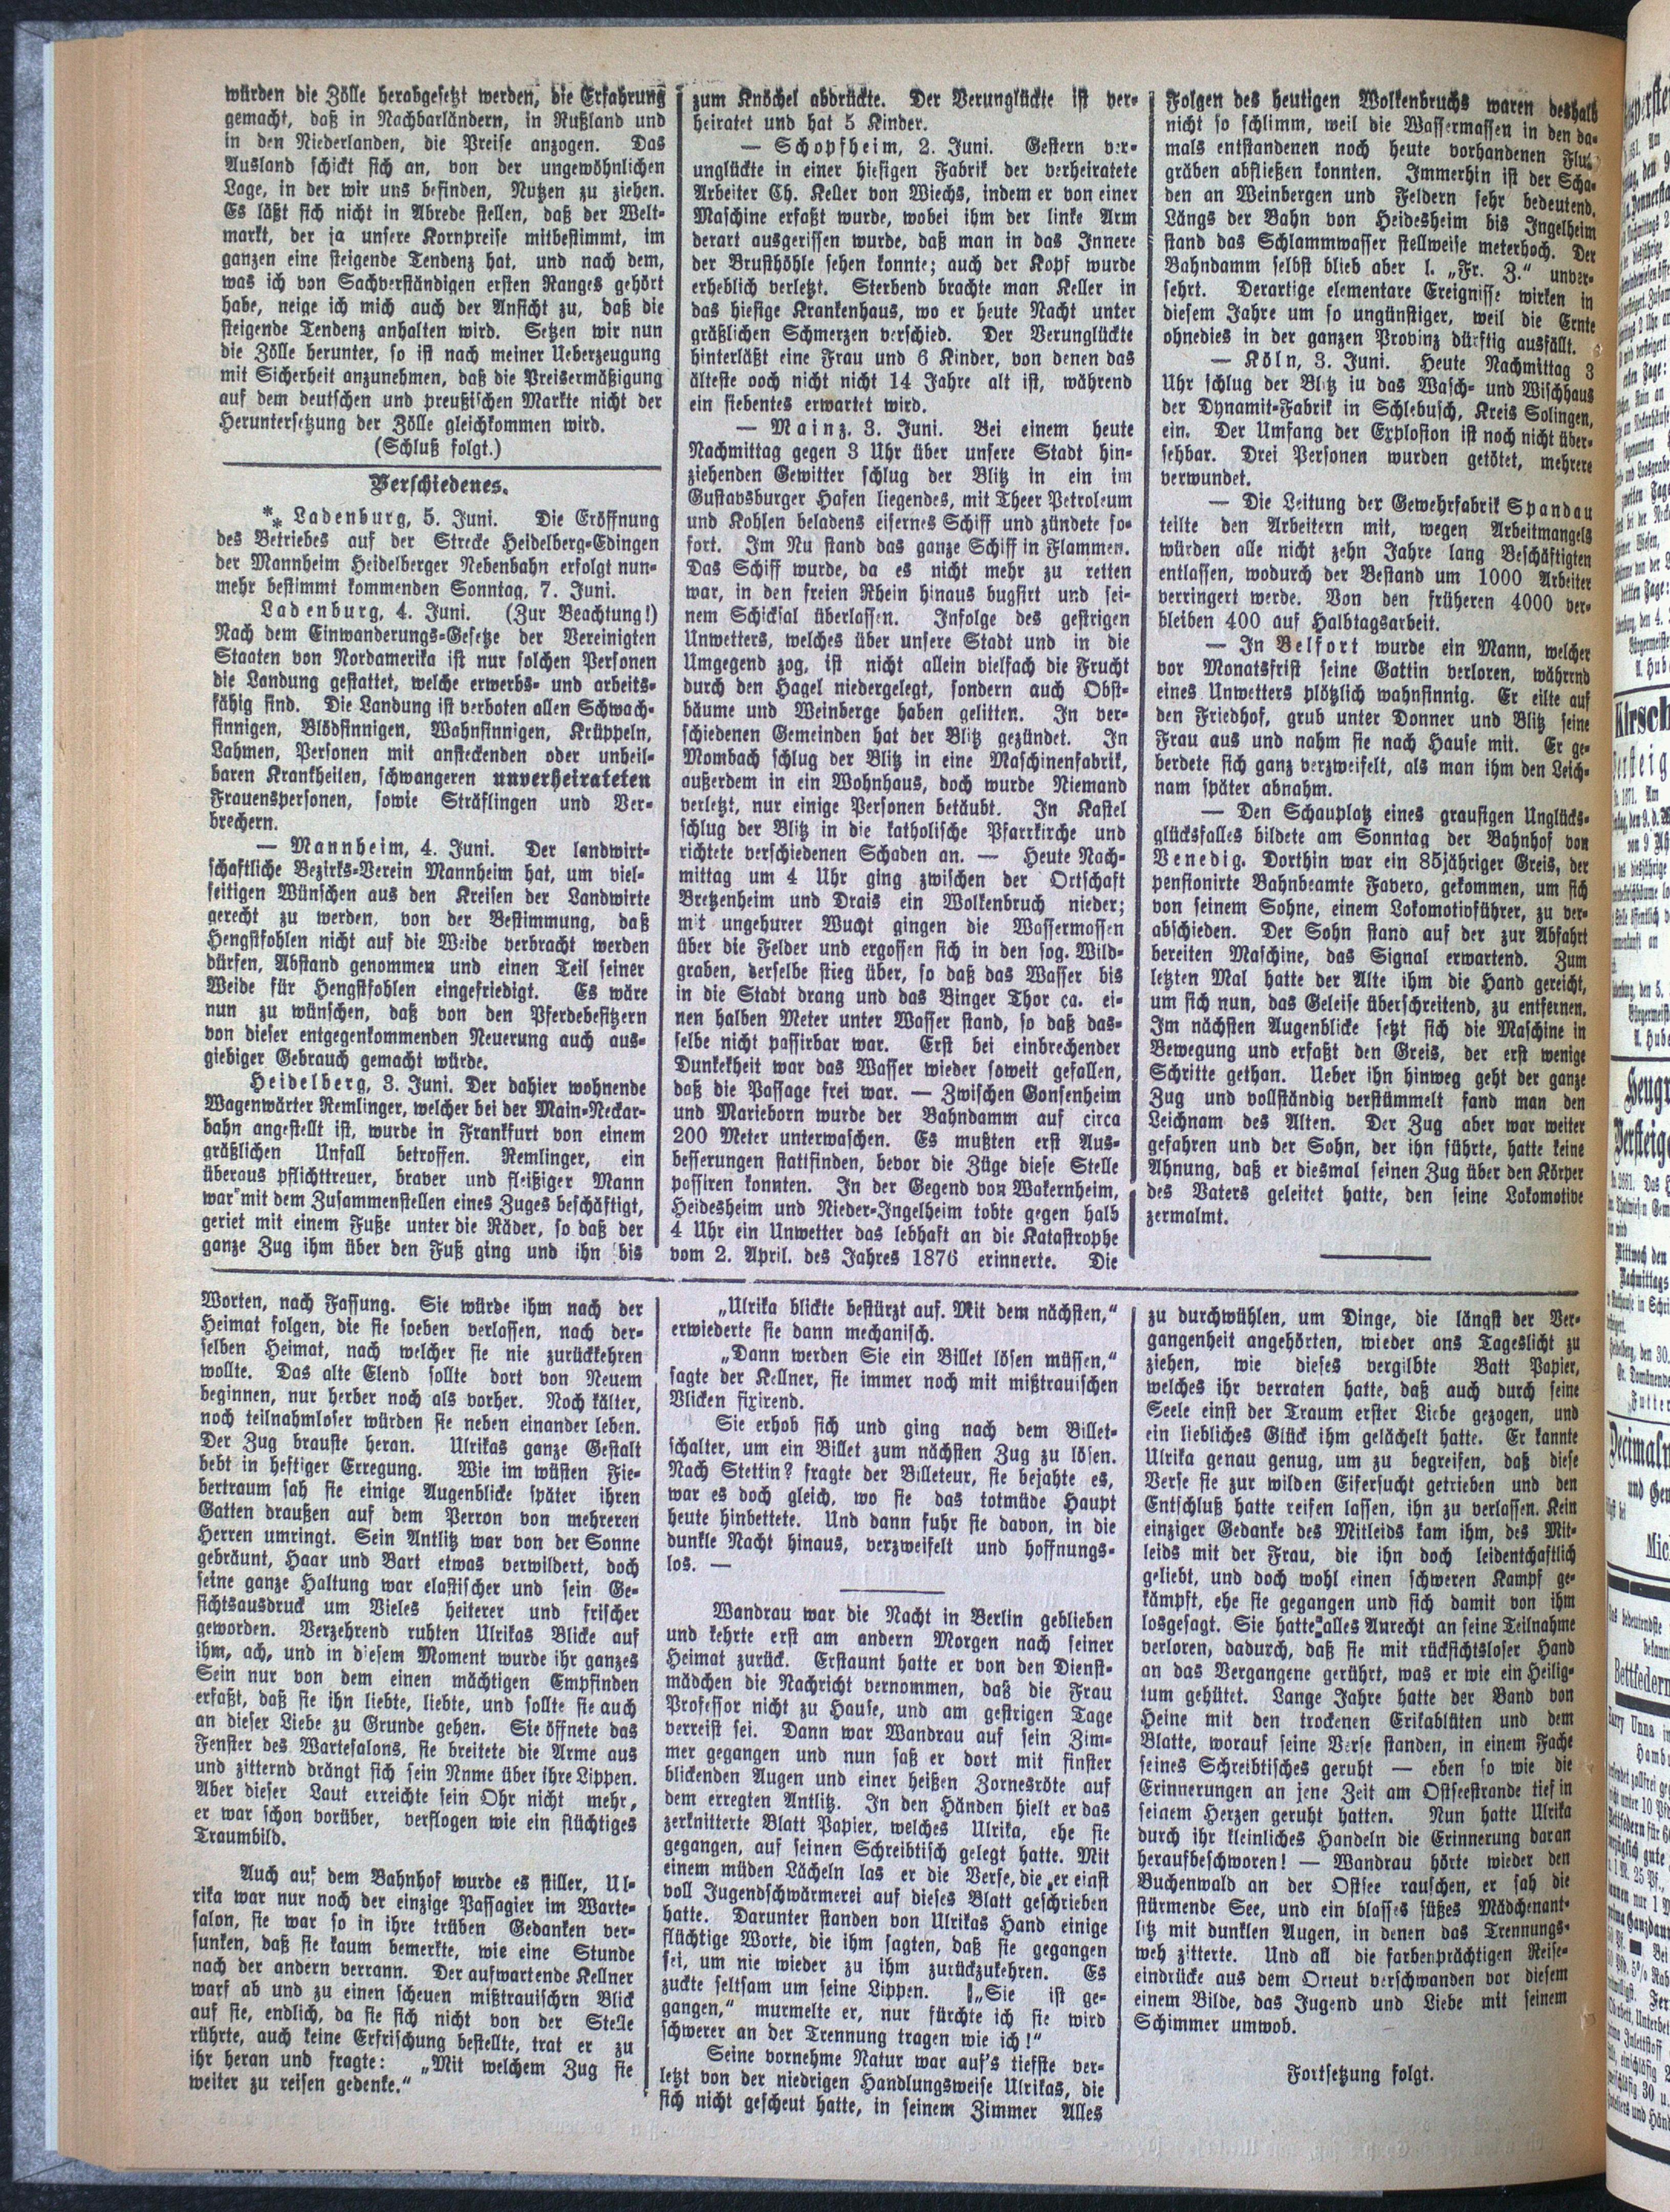 würden die Zölle herabgesetzt werden, die Erfahrung
gemacht, daß in Nachbarländern, in Rußland und
in den Niederlanden, die Preise anzogen. Das
Ausland schickt sich an, von der ungewöhnlichen
Lage, in der wir uns befinden, Nutzen zu ziehen.
Es läßt sich nicht in Abrede stellen, daß der Welt-
markt, der ja unsere Kornpreise mitbestimmt, im
ganzen eine steigende Tendenz hat, und nach dem,
was ich von Sachverständigen ersten Ranges gehört
habe, neige ich mich auch der Ansicht zu, daß die
steigende Tendenz anhalten wird. Setzen wir nun
die Zölle herunter, so ist nach meiner Ueberzeugung
mit Sicherheit anzunehmen, daß die Preisermäßigung
auf dem deutschen und preußischen Markte nicht der
Heruntersetzung der Zölle gleichkommen wird.
(Schluß folgt.)
Verschiedenes.
*** Ladenburg, 5. Juni. Die Eröffnung
des Betriebes auf der Strecke Heidelberg-Edingen
der Mannheim Heidelberger Nebenbahn erfolgt nun-
mehr bestimmt kommenden Sonntag, 7. Juni.
Ladenburg, 4. Juni. (Zur Beachtung!)
Nach dem Einwanderungs-Gesetze der Vereinigten
Staaten von Nordamerika ist nur solchen Personen
die Landung gestattet, welche erwerbs- und arbeits-
fähig sind. Die Landung ist verboten allen Schwach-
sinnigen, Blödsinnigen, Wahnsinnigen, Krüppeln,
Lahmen, Personen mit ansteckenden oder unheil-
baren Krankheiten, schwangeren unverheirateten
Frauenspersonen, sowie Sträflingen und Ver-
brechern.
— Mannheim, 4. Juni. Der landwirt-
schaftliche Bezirks-Verein Mannheim hat, um viel-
seitigen Wünschen aus den Kreisen der Landwirte
gerecht zu werden, von der Bestimmung, daß
Hengstfohlen nicht auf die Weide verbracht werden
dürfen, Abstand genommen und einen Teil seiner
Weide für Hengstfohlen eingefriedigt. Es wäre
nun zu wünschen, daß von den Pferdebesitzern
von dieser entgegenkommenden Neuerung auch aus-
giebiger Gebrauch gemacht würde.
Heidelberg, 3. Juni. Der dahier wohnende
Wagenwärter Remlinger, welcher bei der Main-Neckar-
bahn angestellt ist, wurde in Frankfurt von einem
gräßlichen Unfall betroffen. Remlinger, ein
überaus pflichttreuer, braver und fleißiger Mann
war mit dem Zusammenstellen eines Zuges beschäftigt,
geriet mit einem Fuße unter die Räder, so daß der
ganze Zug ihm über den Fuß ging und ihn bis
zum Knöchel abdrückte. Der Verunglückte ist ver-
heiratet und hat 5 Kinder.
— Schopfheim, 2. Juni. Gestern ver-
unglückte in einer hiesigen Fabrik der verheiratete
Arbeiter Ch. Keller von Wiechs, indem er von einer
Maschine erfaßt wurde, wobei ihm der linke Arm
derart ausgerissen wurde, daß man in das Innere
der Brusthöhle sehen konnte; auch der Kopf wurde
erheblich verletzt. Sterbend brachte man Keller in
das hiesige Krankenhaus, wo er heute Nacht unter
gräßlichen Schmerzen verschied. Der Verunglückte
hinterläßt eine Frau und 6 Kinder, von denen das
älteste ooch nicht nicht 14 Jahre alt ist, während
ein siebentes erwartet wird.
— Mainz. 3. Juni. Bei einem heute
Nachmittag gegen 3 Uhr über unsere Stadt hin-
ziehenden Gewitter schlug der Blitz in ein im
Gustavsburger Hafen liegendes, mit Theer Petroleum
und Kohlen beladens eisernes Schiff und zündete so-
fort. Im Nu stand das ganze Schiff in Flammen.
Das Schiff wurde, da es nicht mehr zu retten
war, in den freien Rhein hinaus bugsirt und sei-
nem Schicksal überlassen. Infolge des gestrigen
Unwetters, welches über unsere Stadt und in die
Umgegend zog, ist nicht allein vielfach die Frucht
durch den Hagel niedergelegt, sondern auch Obst-
bäume und Weinberge haben gelitten. In ver-
schiedenen Gemeinden hat der Blitz gezündet. In
Mombach schlug der Blitz in eine Maschinenfabrik,
außerdem in ein Wohnhaus, doch wurde Niemand
verletzt, nur einige Personen betäubt. In Kastel
schlug der Blitz in die katholische Pfarrkirche und
richtete verschiedenen Schaden an. — Heute Nach-
mittag um 4 Uhr ging zwischen der Ortschaft
Bretzenheim und Drais ein Wolkenbruch nieder;
mit ungehurer Wucht gingen die Wassermassen
über die Felder und ergossen sich in den sog. Wild-
graben, derselbe stieg über, so daß das Wasser bis
in die Stadt drang und das Binger Thor ca. ei-
nen halben Meter unter Wasser stand, so daß das-
selbe nicht passirbar war. Erst bei einbrechender
Dunkekheit war das Wasser wieder soweit gefallen,
daß die Passage frei war. — Zwischen Gonsenheim
und Marieborn wurde der Bahndamm auf circa
200 Meter unterwaschen. Es mußten erst Aus-
besserungen stattfinden, bevor die Züge diese Stelle
passiren konnten. In der Gegend von Wakernheim,
Heidesheim und Nieder-Ingelheim tobte gegen halb
4 Uhr ein Unwetter das lebhaft an die Katastrophe
vom 2. April. des Jahres 1876 erinnerte. Die
Folgen des heutigen Wolkenbruchs waren deshalb
nicht so schlimm, weil die Wassermassen in den da-
mals entstandenen noch heute vorhandenen Flut-
gräben abfließen konnten. Immerhin ist der Scha-
den an Weinbergen und Feldern sehr bedeutend.
Längs der Bahn von Heidesheim bis Ingelheim
stand das Schlammwasser stellweise meterhoch. Der
Bahndamm selbst blieb aber l. „Fr. Z.“ unver-
sehrt. Derartige elementare Ereignisse wirken in
diesem Jahre um so ungünstiger, weil die Ernte
ohnedies in der ganzen Provinz dürftig ausfällt.
— Köln, 3. Juni. Heute Nachmittag 3
Uhr schlug der Blitz iu das Wasch- und Wischhaus
der Dynamit-Fabrik in Schlebusch, Kreis Solingen,
ein. Der Umfang der Explosion ist noch nicht über-
sehbar. Drei Personen wurden getötet, mehrere
verwundet.
— Die Leitung der Gewehrfabrik Spandau
teilte den Arbeitern mit, wegen Arbeitmangels
würden alle nicht zehn Jahre lang Beschäftigten
entlassen, wodurch der Bestand um 1000 Arbeiter
verringert werde. Von den früheren 4000 ver-
bleiben 400 auf Halbtagsarbeit.
— In Belfort wurde ein Mann, welcher
vor Monatsfrist seine Gattin verloren, währnnd
eines Unwetters plötzlich wahnsinnig. Er eilte auf
den Friedhof, grub unter Donner und Blitz seine
Frau aus und nahm sie nach Hause mit. Er ge-
berdete sich ganz verzweifelt, als man ihm den Leich-
nam später abnahm.
— Den Schauplatz eines grausigen Unglücks-
glücksfalles bildete am Sonntag der Bahnhof von
Venedig. Dorthin war ein 85jähriger Greis, der
pensionirte Bahnbeamte Favero, gekommen, um sich
von seinem Sohne, einem Lokomotivführer, zu ver-
abschieden. Der Sohn stand auf der zur Abfahrt
bereiten Maschine, das Signal erwartend. Zum
letzten Mal hatte der Alte ihm die Hand gereicht,
um sich nun, das Geleise überschreitend, zu entfernen.
Im nächsten Augenblicke setzt sich die Maschine in
Bewegung und erfaßt den Greis, der erst wenige
Schritte gethan. Ueber ihn hinweg geht der ganze
Zug und vollständig verstümmelt fand man den
Leichnam des Alten. Der Zug aber war weiter
gefahren und der Sohn, der ihn führte, hatte keine
Ahnung, daß er diesmal seinen Zug über den Körper
des Vaters geleitet hatte, den seine Lokomotive
zermalmt.
Worten, nach Fassung. Sie würde ihm nach der
Heimat folgen, die sie soeben verlassen, nach der-
selben Heimat, nach welcher sie nie zurückkehren
wollte. Das alte Elend sollte dort von Neuem
beginnen, nur herber noch als vorher. Noch kälter,
noch teilnahmloser würden sie neben einander leben.
Der Zug brauste heran. Ulrikas ganze Gestalt
bebt in heftiger Erregung. Wie im wüsten Fie-
bertraum sah sie einige Augenblicke später ihren
Gatten draußen auf dem Perron von mehreren
Herren umringt. Sein Antlitz war von der Sonne
gebräunt, Haar und Bart etwas verwildert, doch
seine ganze Haltung war elastischer und sein Ge-
sichtsausdruck um Vieles heiterer und frischer
geworden. Verzehrend ruhten Ulrikas Blicke auf
ihm, ach, und in diesem Moment wurde ihr ganzes
Sein nur von dem einen mächtigen Empfinden
erfaßt, daß sie ihn liebte, liebte, und sollte sie auch
an dieser Liebe zu Grunde gehen. Sie öffnete das
Fenster des Wartesalons, sie breitete die Arme aus
und zitternd drängt sich sein Nnme über ihre Lippen.
Aber dieser Laut erreichte sein Ohr nicht mehr,
er war schon vorüber, verflogen wie ein flüchtiges
Traumbild.
Auch auf dem Bahnhof wurde es stiller, Ul-
rika war nur noch der einzige Passagier im Warte-
salon, sie war so in ihre trüben Gedanken ver-
sunken, daß sie kaum bemerkte, wie eine Stunde
nach der andern verrann. Der aufwartende Kellner
warf ab und zu einen scheuen mißtrauischrn Blick
auf sie, endlich, da sie sich nicht von der Stelle
rührte, auch keine Erfrischung bestellte, trat er zu
ihr heran und fragte: „Mit welchem Zug sie
weiter zu reisen gedenke.“
„Ulrika blickte bestürzt auf. Mit dem nächsten,“
erwiederte sie dann mechanisch.
„Dann werden Sie ein Billet lösen müssen,“
sagte der Kellner, sie immer noch mit mißtrauischen
Blicken fixirend.
Sie erhob sich und ging nach dem Billet-
schalter, um ein Billet zum nächsten Zug zu lösen.
Nach Stettin? fragte der Billeteur, sie bejahte es,
war es doch gleich, wo sie das totmüde Haupt
heute hinbettete. Und dann fuhr sie davon, in die
dunkle Nacht hinaus, verzweifelt und hoffnungs-
los. —
Wandrau war die Nacht in Berlin geblieben
und kehrte erst am andern Morgen nach seiner
Heimat zurück. Erstaunt hatte er von den Dienst-
mädchen die Nachricht vernommen, daß die Frau
Professor nicht zu Hause, und am gestrigen Tage
verreist sei. Dann war Wandrau auf sein Zim-
mer gegangen und nun saß er dort mit finster
blickenden Augen und einer heißen Zornesröte auf
dem erregten Antlitz. In den Händen hielt er das
zerknitterte Blatt Papier, welches Ulrika, ehe sie
gegangen, auf seinen Schreibtisch gelegt hatte. Mit
einem müden Lächeln las er die Verse, die er einst
voll Jugendschwärmerei auf dieses Blatt geschrieben
hatte. Darunter standen von Ulrikas Hand einige
flüchtige Worte, die ihm sagten, daß sie gegangen
sei, um nie wieder zu ihm zurückzukehren. Es
zuckte seltsam um seine Lippen. „Sie ist ge-
gangen,“ murmelte er, nur fürchte ich sie wird
schwerer an der Trennung tragen wie ich!“
Seine vornehme Natur war auf's tiefste ver-
letzt von der niedrigen Handlungsweise Ulrikas, die
sich nicht gescheut hatte, in seinem Zimmer Alles
zu durchwühlen, um Dinge, die längst der Ver-
gangenheit angehörten, wieder ans Tageslicht zu
ziehen, wie dieses vergilbte Batt Papier,
welches ihr verraten hatte, daß auch durch seine
Seele einst der Traum erster Liebe gezogen, und
ein liebliches Glück ihm gelächelt hatte. Er kannte
Ulrika genau genug, um zu begreifen, daß diese
Verse sie zur wilden Eifersucht getrieben und den
Entschluß hatte reifen lassen, ihn zu verlassen. Kein
einziger Gedanke des Mitleids kam ihm, des Mit-
leids mit der Frau, die ihn doch leidentchaftlich
geliebt, und doch wohl einen schweren Kampf ge-
kämpft, ehe sie gegangen und sich damit von ihm
losgesagt. Sie hatte alles Anrecht an seine Teilnahme
verloren, dadurch, daß sie mit rücksichtsloser Hand
an das Vergangene gerührt, was er wie ein Heilig-
tum gehütet. Lange Jahre hatte der Band von
Heine mit den trockenen Erikablüten und dem
Blatte, worauf seine Verse standen, in einem Fache
seines Schreibtisches geruht — eben so wie die
Erinnerungen an jene Zeit am Ostseestrande tief in
seinem Herzen geruht hatten. Nun hatte Ulrika
durch ihr kleinliches Handeln die Erinnerung daran
heraufbeschworen! — Wandrau hörte wieder den
Buchenwald an der Ostsee rauschen, er sah die
stürmende See, und ein blasses süßes Mädchenant-
litz mit dunklen Augen, in denen das Trennungs-
weh zitterte. Und all die farbenprächtigen Reise-
eindrücke aus dem Orieut verschwanden vor diesem
einem Bilde, das Jugend und Liebe mit seinem
Schimmer umwob.
Fortsetzung folgt.